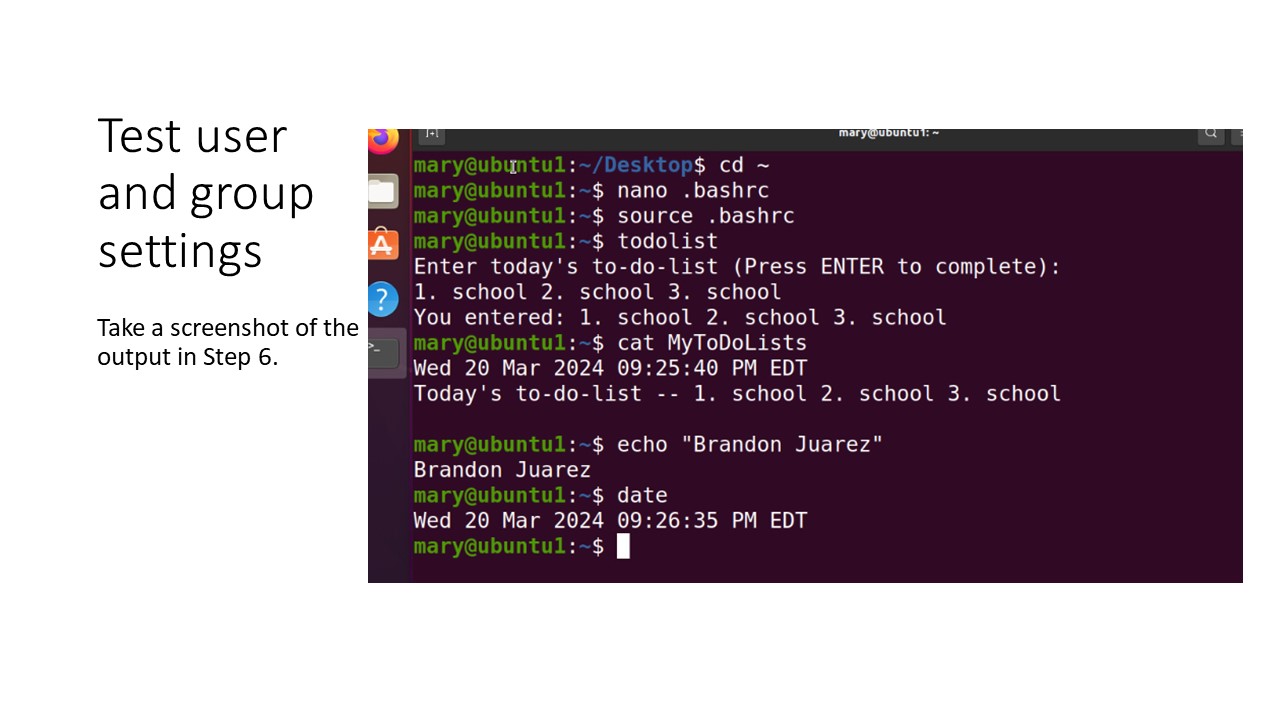 Test user
and group
settings
Take a screenshot of the
output in Step 6.
mary@ubuntu1: ~
mary@ubuntu1:~/Desktop$ cd ~
mary@ubuntu1:~$ nano .bashrc
mary@ubuntu1:~$ source .bashrc
mary@ubuntu1:~$ todolist
Enter today's to-do-list (Press ENTER to complete):
1. school 2. school 3. school
You entered: 1. school 2. school 3. school
mary@ubuntu1:~$ cat MyToDoLists
Wed 20 Mar 2024 09:25:40 PM EDT
Today's to-do-list -- 1. school 2. school 3. school
mary@ubuntu1:~$ echo "Brandon Juarez"
Brandon Juarez
mary@ubuntu1:~$ date
Wed 20 Mar 2024 09:26:35 PM EDT
mary@ubuntu1:~$